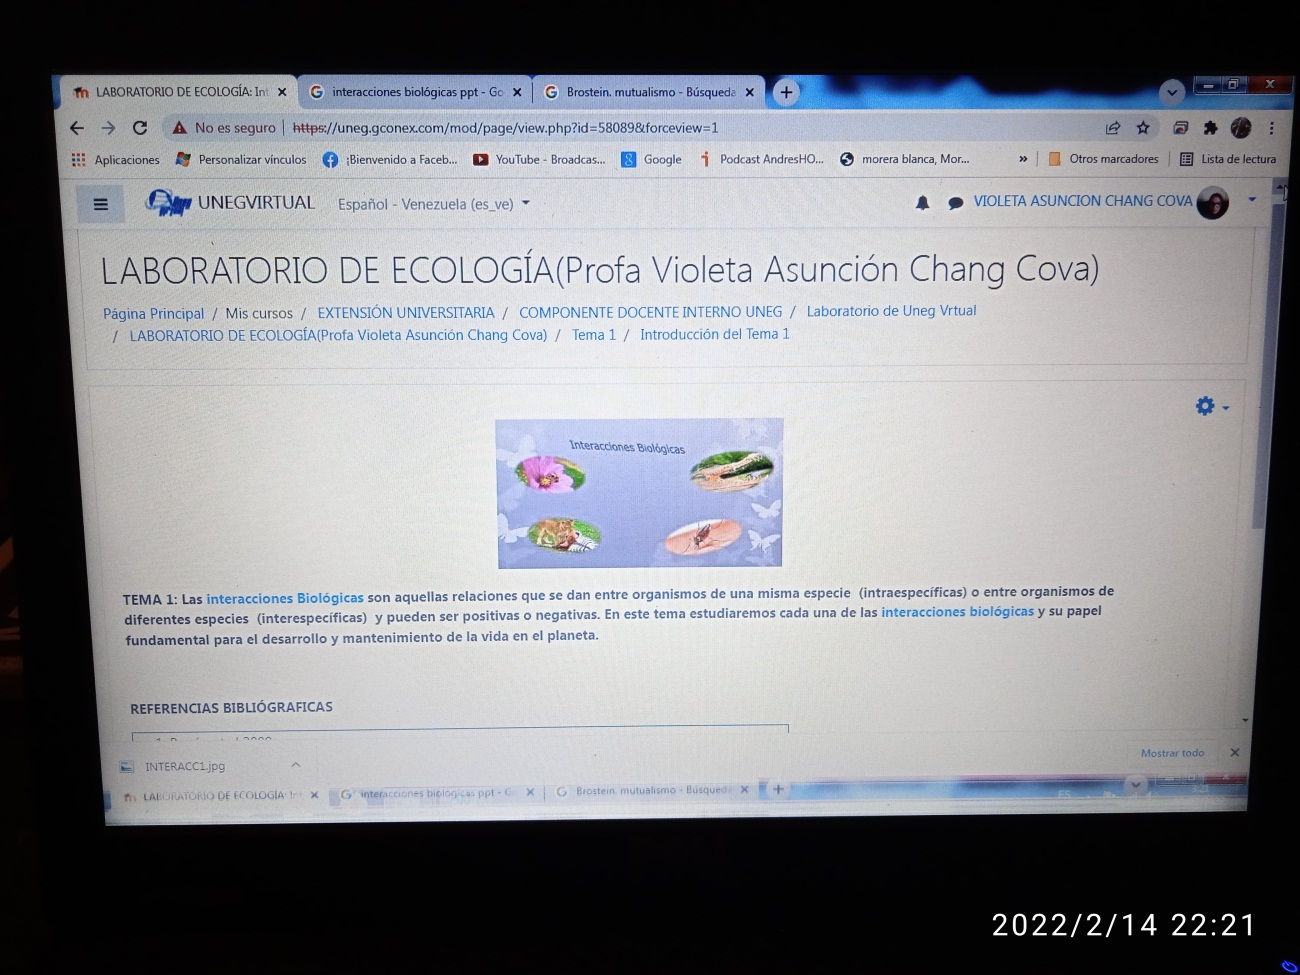 LABORATORIO DE ECOLOGÍA: Int
interacciones biológicas ppt - Go
Brostein. mutualismo - Búsqueda
No es seguro
https://uneg.gconex.com/mod/page/view.php?id=58089&forceview=1
Aplicaciones
Personalizar vínculos
¡Bienvenido a Faceb...
YouTube - Broadcas...
Google
Podcast AndresHO...
morera blanca, Mor...
»
Otros marcadores
Lista de lectura
UNEGVIRTUAL
Español - Venezuela (es_ve)
VIOLETA ASUNCION CHANG COVA
LABORATORIO DE ECOLOGÍA(Profa Violeta Asunción Chang Cova)
Página Principal / Mis cursos / EXTENSIÓN UNIVERSITARIA / COMPONENTE DOCENTE INTERNO UNEG / Laboratorio de Uneg Vrtual
/ LABORATORIO DE ECOLOGÍA(Profa Violeta Asunción Chang Cova) / Tema 1 / Introducción del Tema 1
Interacciones Biológicas
TEMA 1: Las interacciones Biológicas son aquellas relaciones que se dan entre organismos de una misma especie (intraespecíficas) o entre organismos de
diferentes especies (interespecíficas) y pueden ser positivas o negativas. En este tema estudiaremos cada una de las interacciones biológicas y su papel
fundamental para el desarrollo y mantenimiento de la vida en el planeta.
REFERENCIAS BIBLIÓGRAFICAS
INTERACC1.jpg
Mostrar todo
LABORATORIO DE ECOLOGÍA: Int
interacciones biológicas ppt - G
Brostein. mutualismo - Búsqueda
ES
2022/2/14 22:21